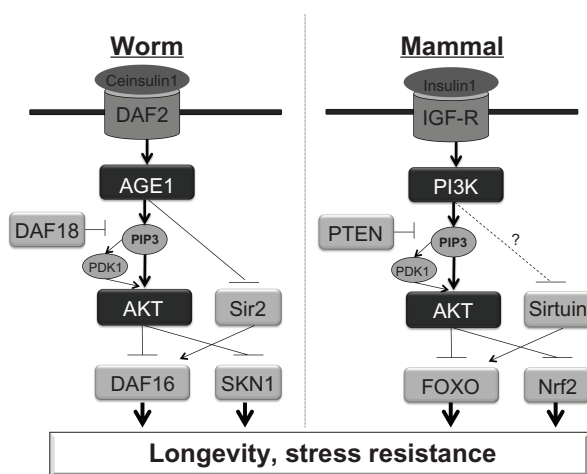 Worm
Ceinsulin1
DAF2
AGE1
DAF18
PIP3
PDK1
AKT
Sir2
DAF16
SKN1
Mammal
Insulin1
IGF-R
PI3K
PTEN
PIP3
?
PDK1
AKT
Sirtuin
FOXO
Nrf2
Longevity, stress resistance